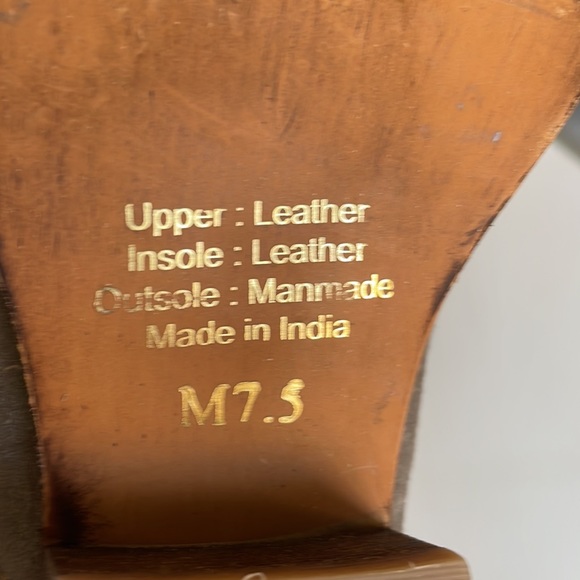 Upper : Leather
Insole : Leather
Outsole : Manmade
Made in India
M7.5